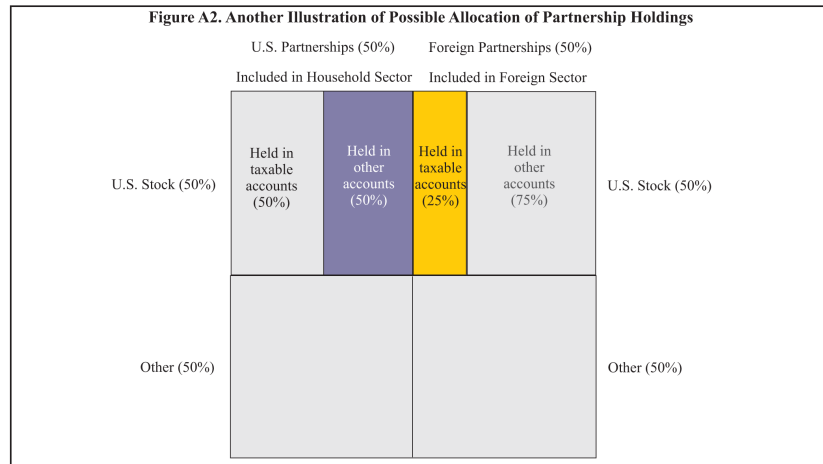 Figure A2. Another Illustration of Possible Allocation of Partnership Holdings
U.S. Partnerships (50%)
Foreign Partnerships (50%)
Included in Household Sector
Included in Foreign Sector
U.S. Stock (50%)
Held in
taxable
accounts
(50%)
Held in
other
accounts
(50%)
Held in
taxable
accounts
(25%)
Held in
other
accounts
(75%)
U.S. Stock (50%)
Other (50%)
Other (50%)